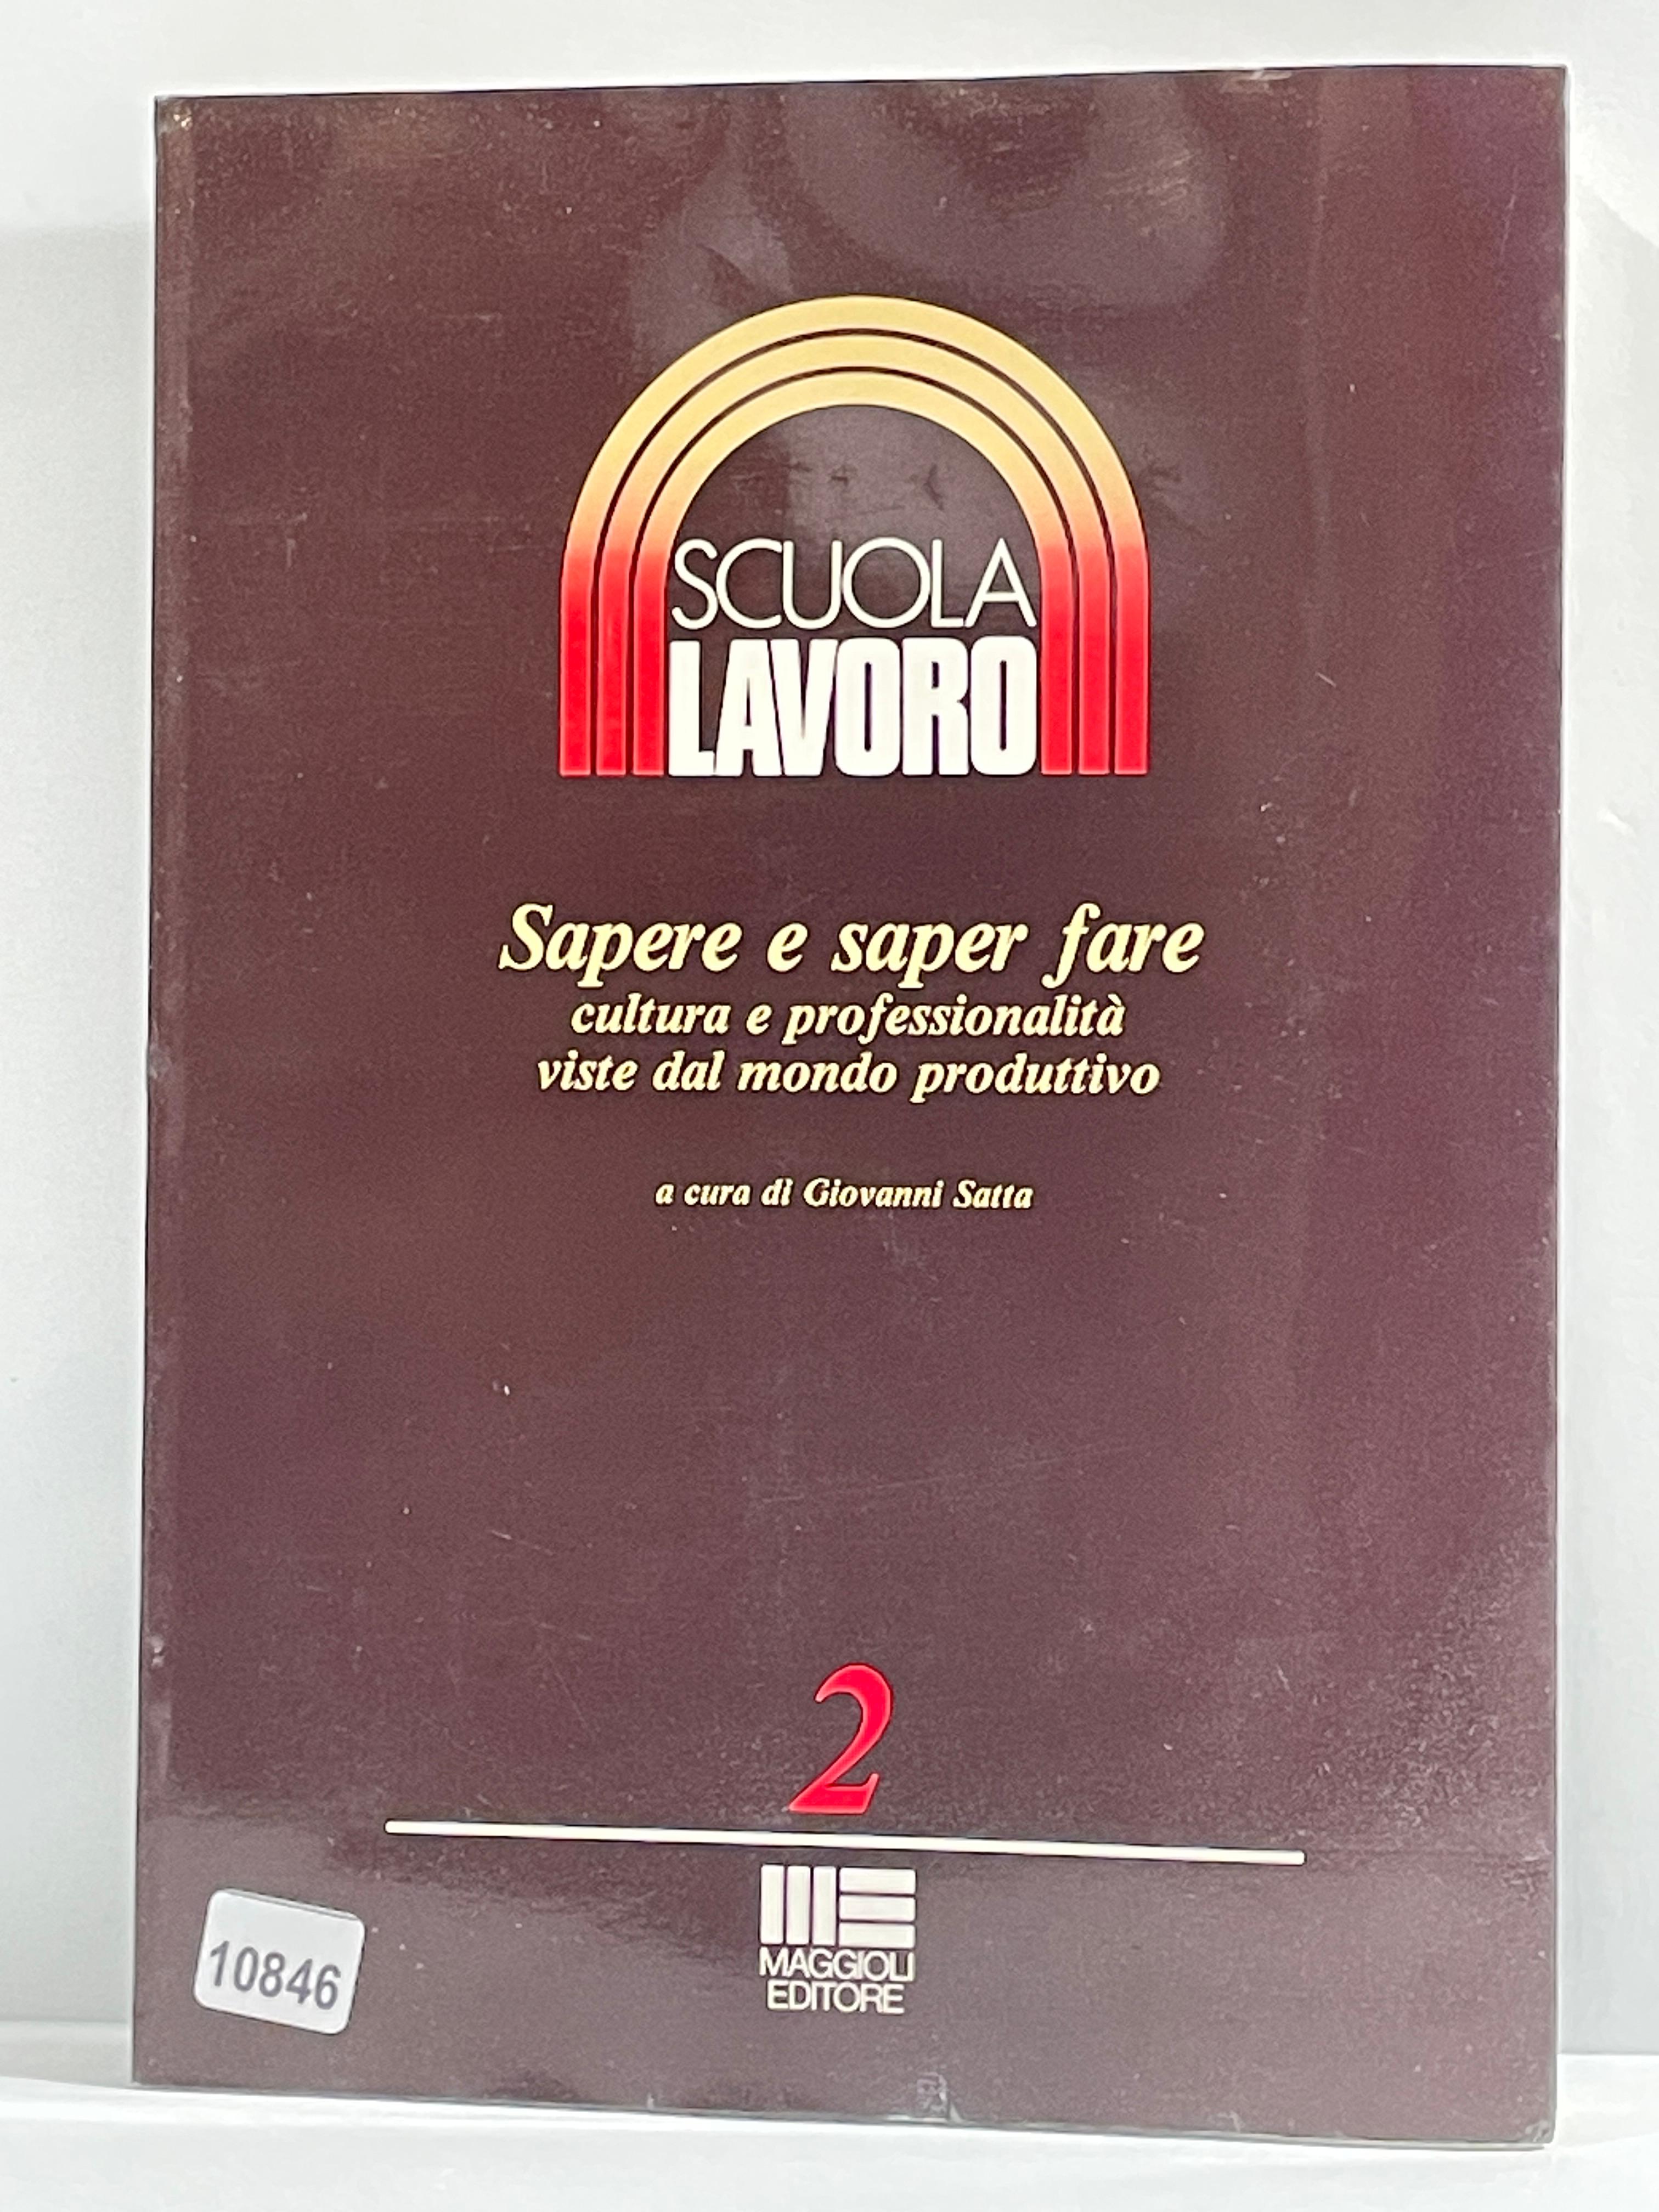 SCUOLA
LAVORO
Sapere e saper fare
cultura e professionalità
viste dal mondo produttivo
a cura di Giovanni Satta
2
MAGGIOLI
EDITORE
10846